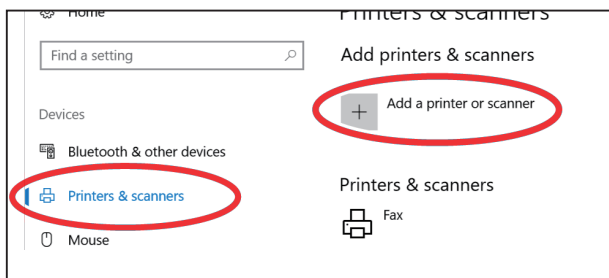 Home
Find a setting
Devices
Bluetooth & other devices
Printers & scanners
Mouse
Printers & scanners
Add printers & scanners
Add a printer or scanner
Printers & scanners
Fax